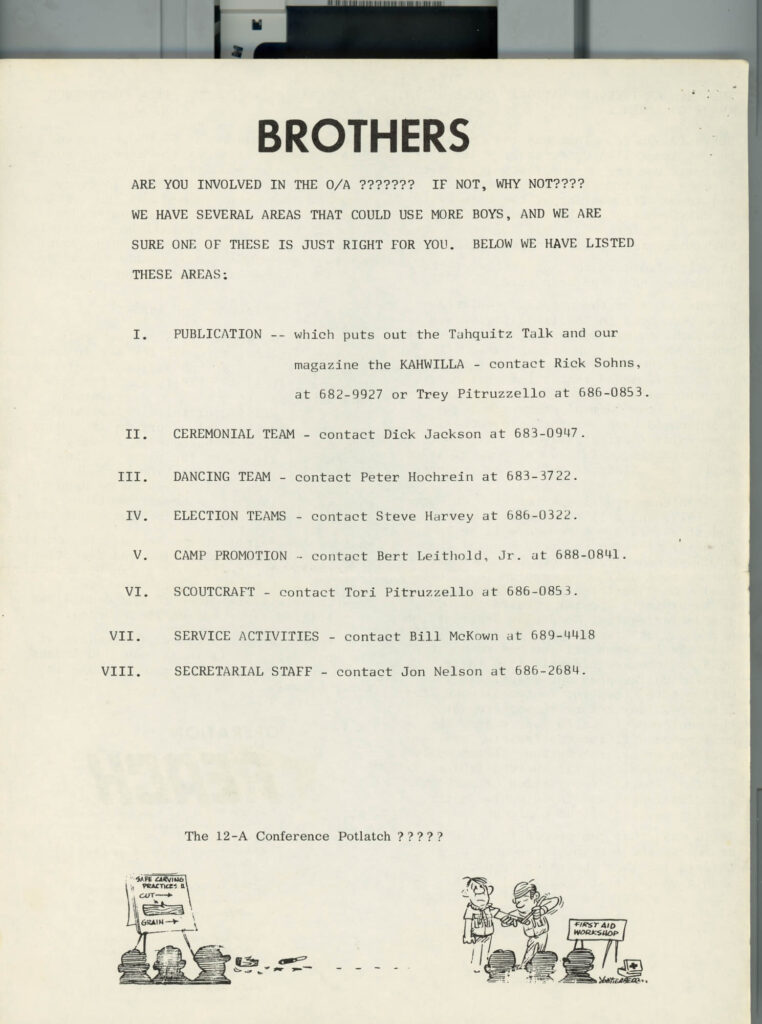 BROTHERS
ARE YOU INVOLVED IN THE O/A ??????? IF NOT, WHY NOT????
WE HAVE SEVERAL AREAS THAT COULD USE MORE BOYS, AND WE ARE
SURE ONE OF THESE IS JUST RIGHT FOR YOU. BELOW WE HAVE LISTED
THESE AREAS:
I. PUBLICATION -- which puts out the Tahquitz Talk and our
magazine the KAHWILLA - contact Rick Sohns,
at 682-9927 or Trey Pitruzzello at 686-0853.
II. CEREMONIAL TEAM - contact Dick Jackson at 683-0947.
III. DANCING TEAM - contact Peter Hochrein at 683-3722.
IV. ELECTION TEAMS - contact Steve Harvey at 686-0322.
V. CAMP PROMOTION - contact Bert Leithold, Jr. at 688-0841.
VI. SCOUTCRAFT - contact Tori Pitruzzello at 686-0853.
VII. SERVICE ACTIVITIES - contact Bill McKown at 689-4418
VIII. SECRETARIAL STAFF - contact Jon Nelson at 686-2684.
The 12-A Conference Potlatch ?????
SAFE CARVING
PRACTICES
CUT
GRAIN
FIRST AID
WORKSHOP